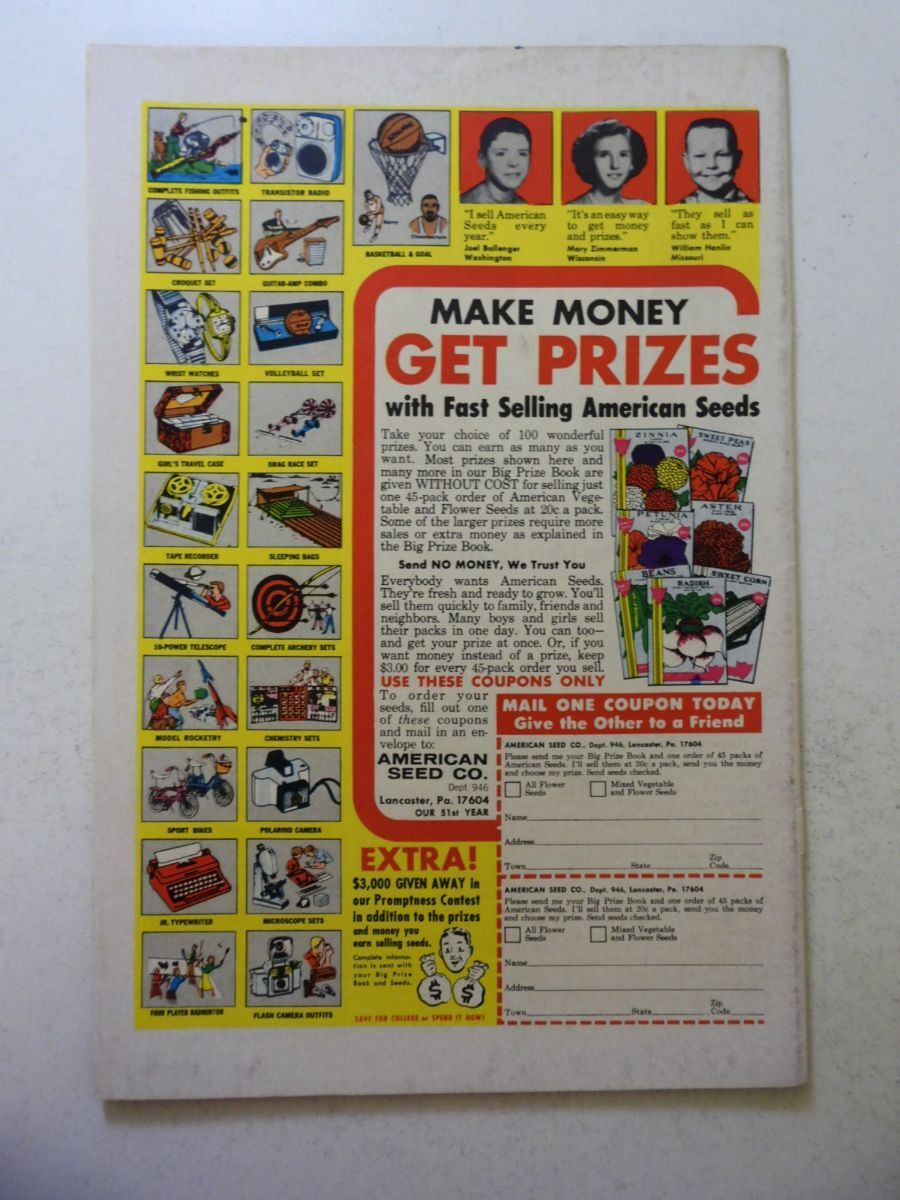 COMPLETE FISHING OUTFITS
TRANSISTOR RADIO
CROQUET SET
GUITAR-AMP COMBO
WRIST WATCHES
VOLLEYBALL SET
GIRL'S TRAVEL CASE
DRAG RACE SET
TAPE RECORDER
SLEEPING BAGS
10-POWER TELESCOPE
COMPLETE ARCHERY SETS
MODEL ROCKETRY
CHEMISTRY SETS
SPORT BIKES
POLAROID CAMERA
JR. TYPEWRITER
MICROSCOPE SETS
FOUR PLAYER BADMINTON
FLASH CAMERA OUTFITS
Spalding
Barry
Chamberlain
BASKETBALL & GOAL
"I sell American
Seeds every
year."
Joel Ballenger
Washington
"It's an easy way
to get money
and prizes."
Mary Zimmerman
Wisconsin
"They sell as
fast as I can
show them."
William Hanlin
Missouri
MAKE MONEY
GET PRIZES
with Fast Selling American Seeds
Take your choice of 100 wonderful
prizes. You can earn as many as you
want. Most prizes shown here and
many more in our Big Prize Book are
given WITHOUT COST for selling just
one 45-pack order of American Vege-
table and Flower Seeds at 20c a pack.
Some of the larger prizes require more
sales or extra money as explained in
the Big Prize Book.
Send NO MONEY, We Trust You
Everybody wants American Seeds.
They're fresh and ready to grow. You'll
sell them quickly to family, friends and
neighbors. Many boys and girls sell
their packs in one day. You can too—
and get your prize at once. Or, if you
want money instead of a prize, keep
$3.00 for every 45-pack order you sell.
USE THESE COUPONS ONLY
To order your
seeds, fill out one
of these coupons
and mail in an en-
velope to:
AMERICAN
SEED CO.
Dept. 946
Lancaster, Pa. 17604
OUR 51st YEAR
ZINNIA
SWEET PEAS
PETUNIA
ASTER
BEANS
RADISH
SWEET CORN
MAIL ONE COUPON TODAY
Give the Other to a Friend
AMERICAN SEED CO., Dept. 946, Lancaster, Pa. 17604
Please send me your Big Prize Book and one order of 45 packs of
American Seeds. I'll sell them at 20c a pack, send you the money
and choose my prize. Send seeds checked.
All Flower
Seeds
Mixed Vegetable
and Flower Seeds
Name
Address
Town State Zip Code
AMERICAN SEED CO., Dept. 946, Lancaster, Pa. 17604
Please send me your Big Prize Book and one order of 45 packs of
American Seeds. I'll sell them at 20c a pack, send you the money
and choose my prize. Send seeds checked.
All Flower
Seeds
Mixed Vegetable
and Flower Seeds
Name
Address
Town State Zip Code
EXTRA!
$3,000 GIVEN AWAY in
our Promptness Contest
in addition to the prizes
and money you
earn selling seeds.
Complete informa-
tion is sent with
your Big Prize
Book and Seeds.
$ $
SAVE FOR COLLEGE or SPEND IT NOW!